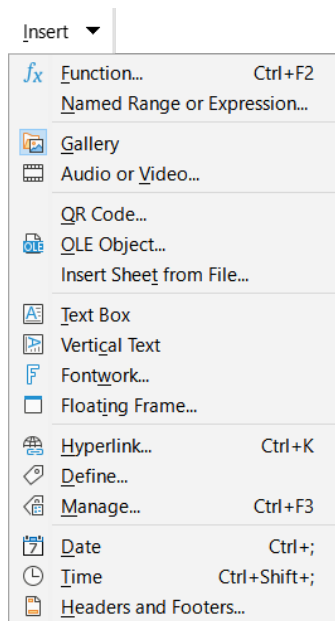 Insert
Function... Ctrl+F2
Named Range or Expression...
Gallery
Audio or Video...
QR Code...
OLE Object...
Insert Sheet from File...
Text Box
Vertical Text
Fontwork...
Floating Frame...
Hyperlink... Ctrl+K
Define...
Manage... Ctrl+F3
Date Ctrl+;
Time Ctrl+Shift+;
Headers and Footers...